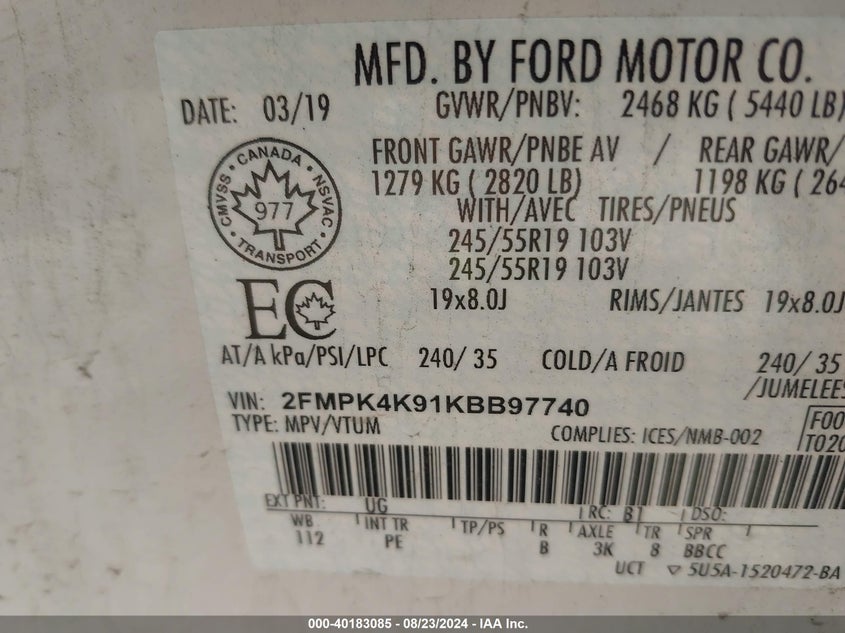 MFD. BY FORD MOTOR CO.
DATE: 03/19 GVWR/PNBV: 2468 KG ( 5440 LB)
CMVSS · CANADA · NSVAC · TRANSPORT ·
977
FRONT GAWR/PNBE AV / REAR GAWR/
1279 KG ( 2820 LB) 1198 KG ( 264
WITH/AVEC TIRES/PNEUS
245/55R19 103V
245/55R19 103V
EC
19x8.0J RIMS/JANTES 19x8.0J
AT/A kPa/PSI/LPC 240/ 35 COLD/A FROID 240/ 35
/JUMELEES
VIN: 2FMPK4K91KBB97740
TYPE: MPV/VTUM COMPLIES: ICES/NMB-002
F00
T020
EXT PNT: UG RC: B1 DSO:
WB INT TR TP/PS R AXLE TR SPR
112 PE B 3K 8 BBCC
UCT ▽ 5U5A-1520472-BA
000-40183085 - 08/23/2024 - IAA Inc.